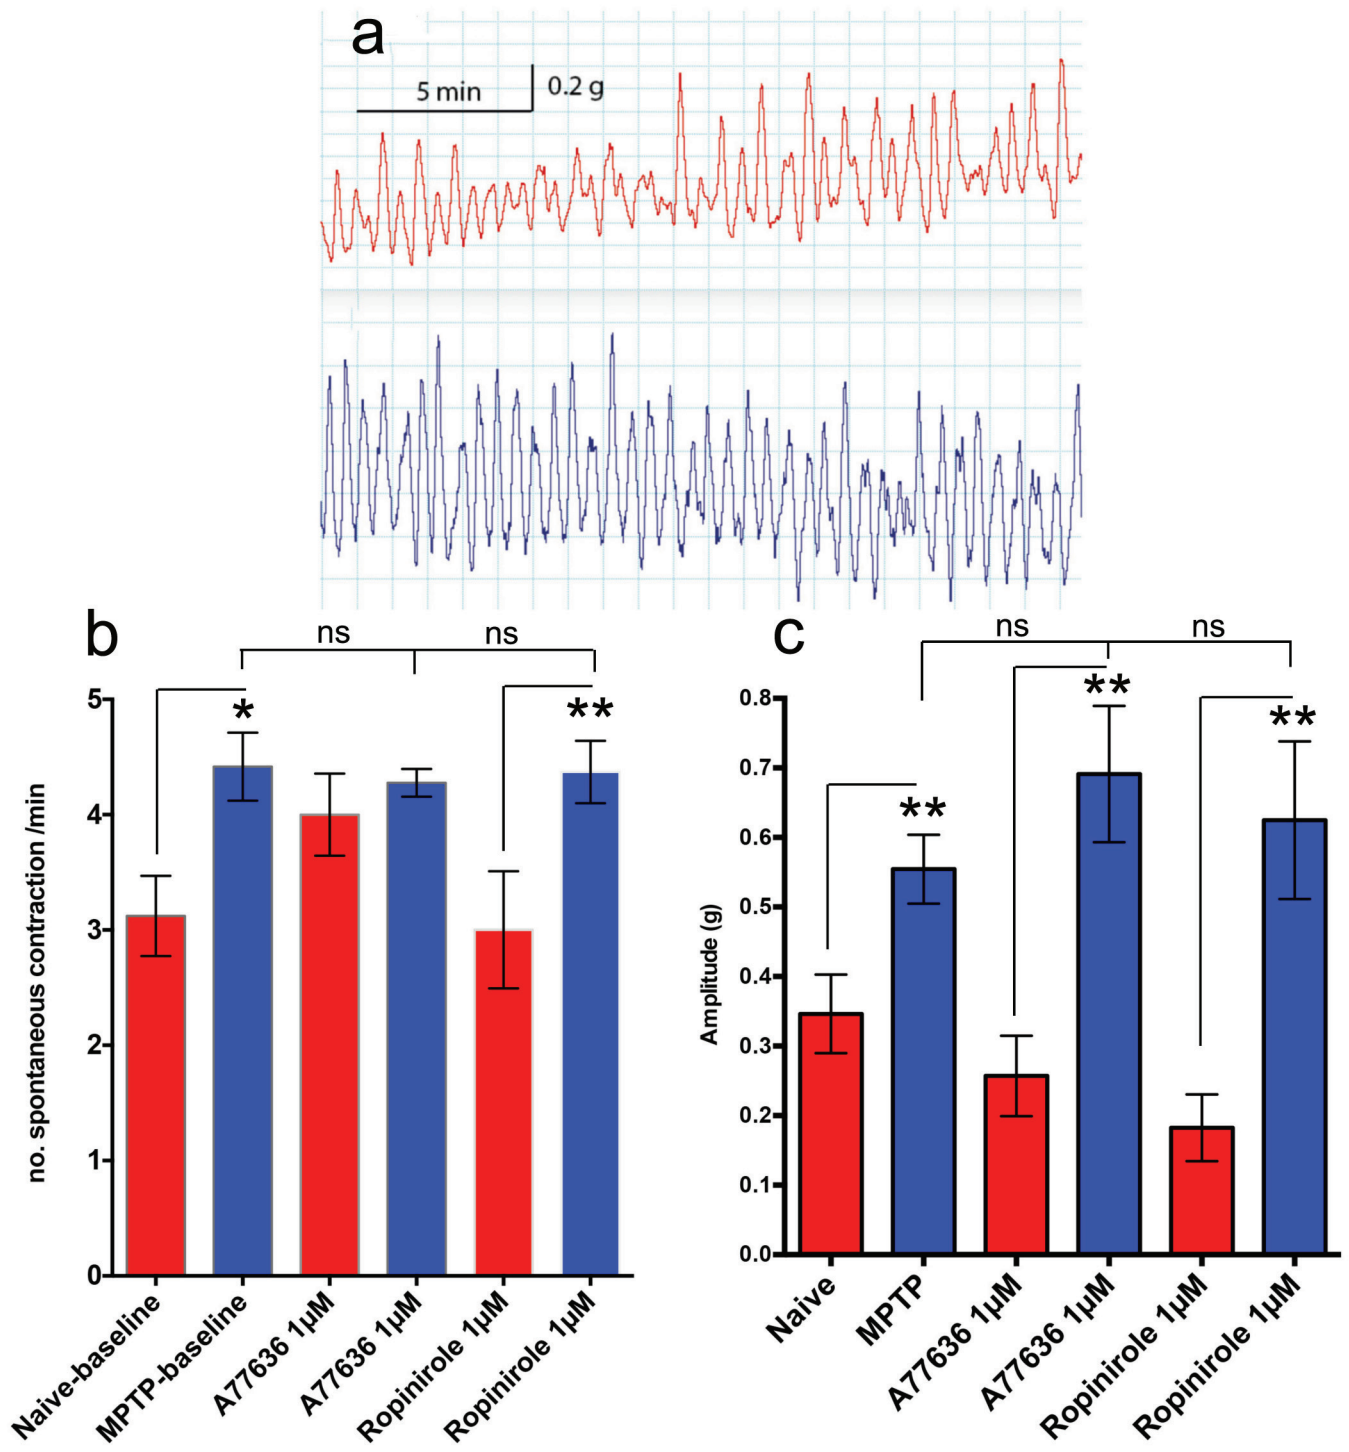 a
5 min
0.2 g
b
ns
ns
*
**
5
4
3
2
1
0
no. spontaneous contraction /min
Naive-baseline
MPTP-baseline
A77636 1µM
A77636 1µM
Ropinirole 1µM
Ropinirole 1µM
c
ns
ns
**
**
**
0.8
0.7
0.6
0.5
0.4
0.3
0.2
0.1
0.0
Amplitude (g)
Naive
MPTP
A77636 1µM
A77636 1µM
Ropinirole 1µM
Ropinirole 1µM